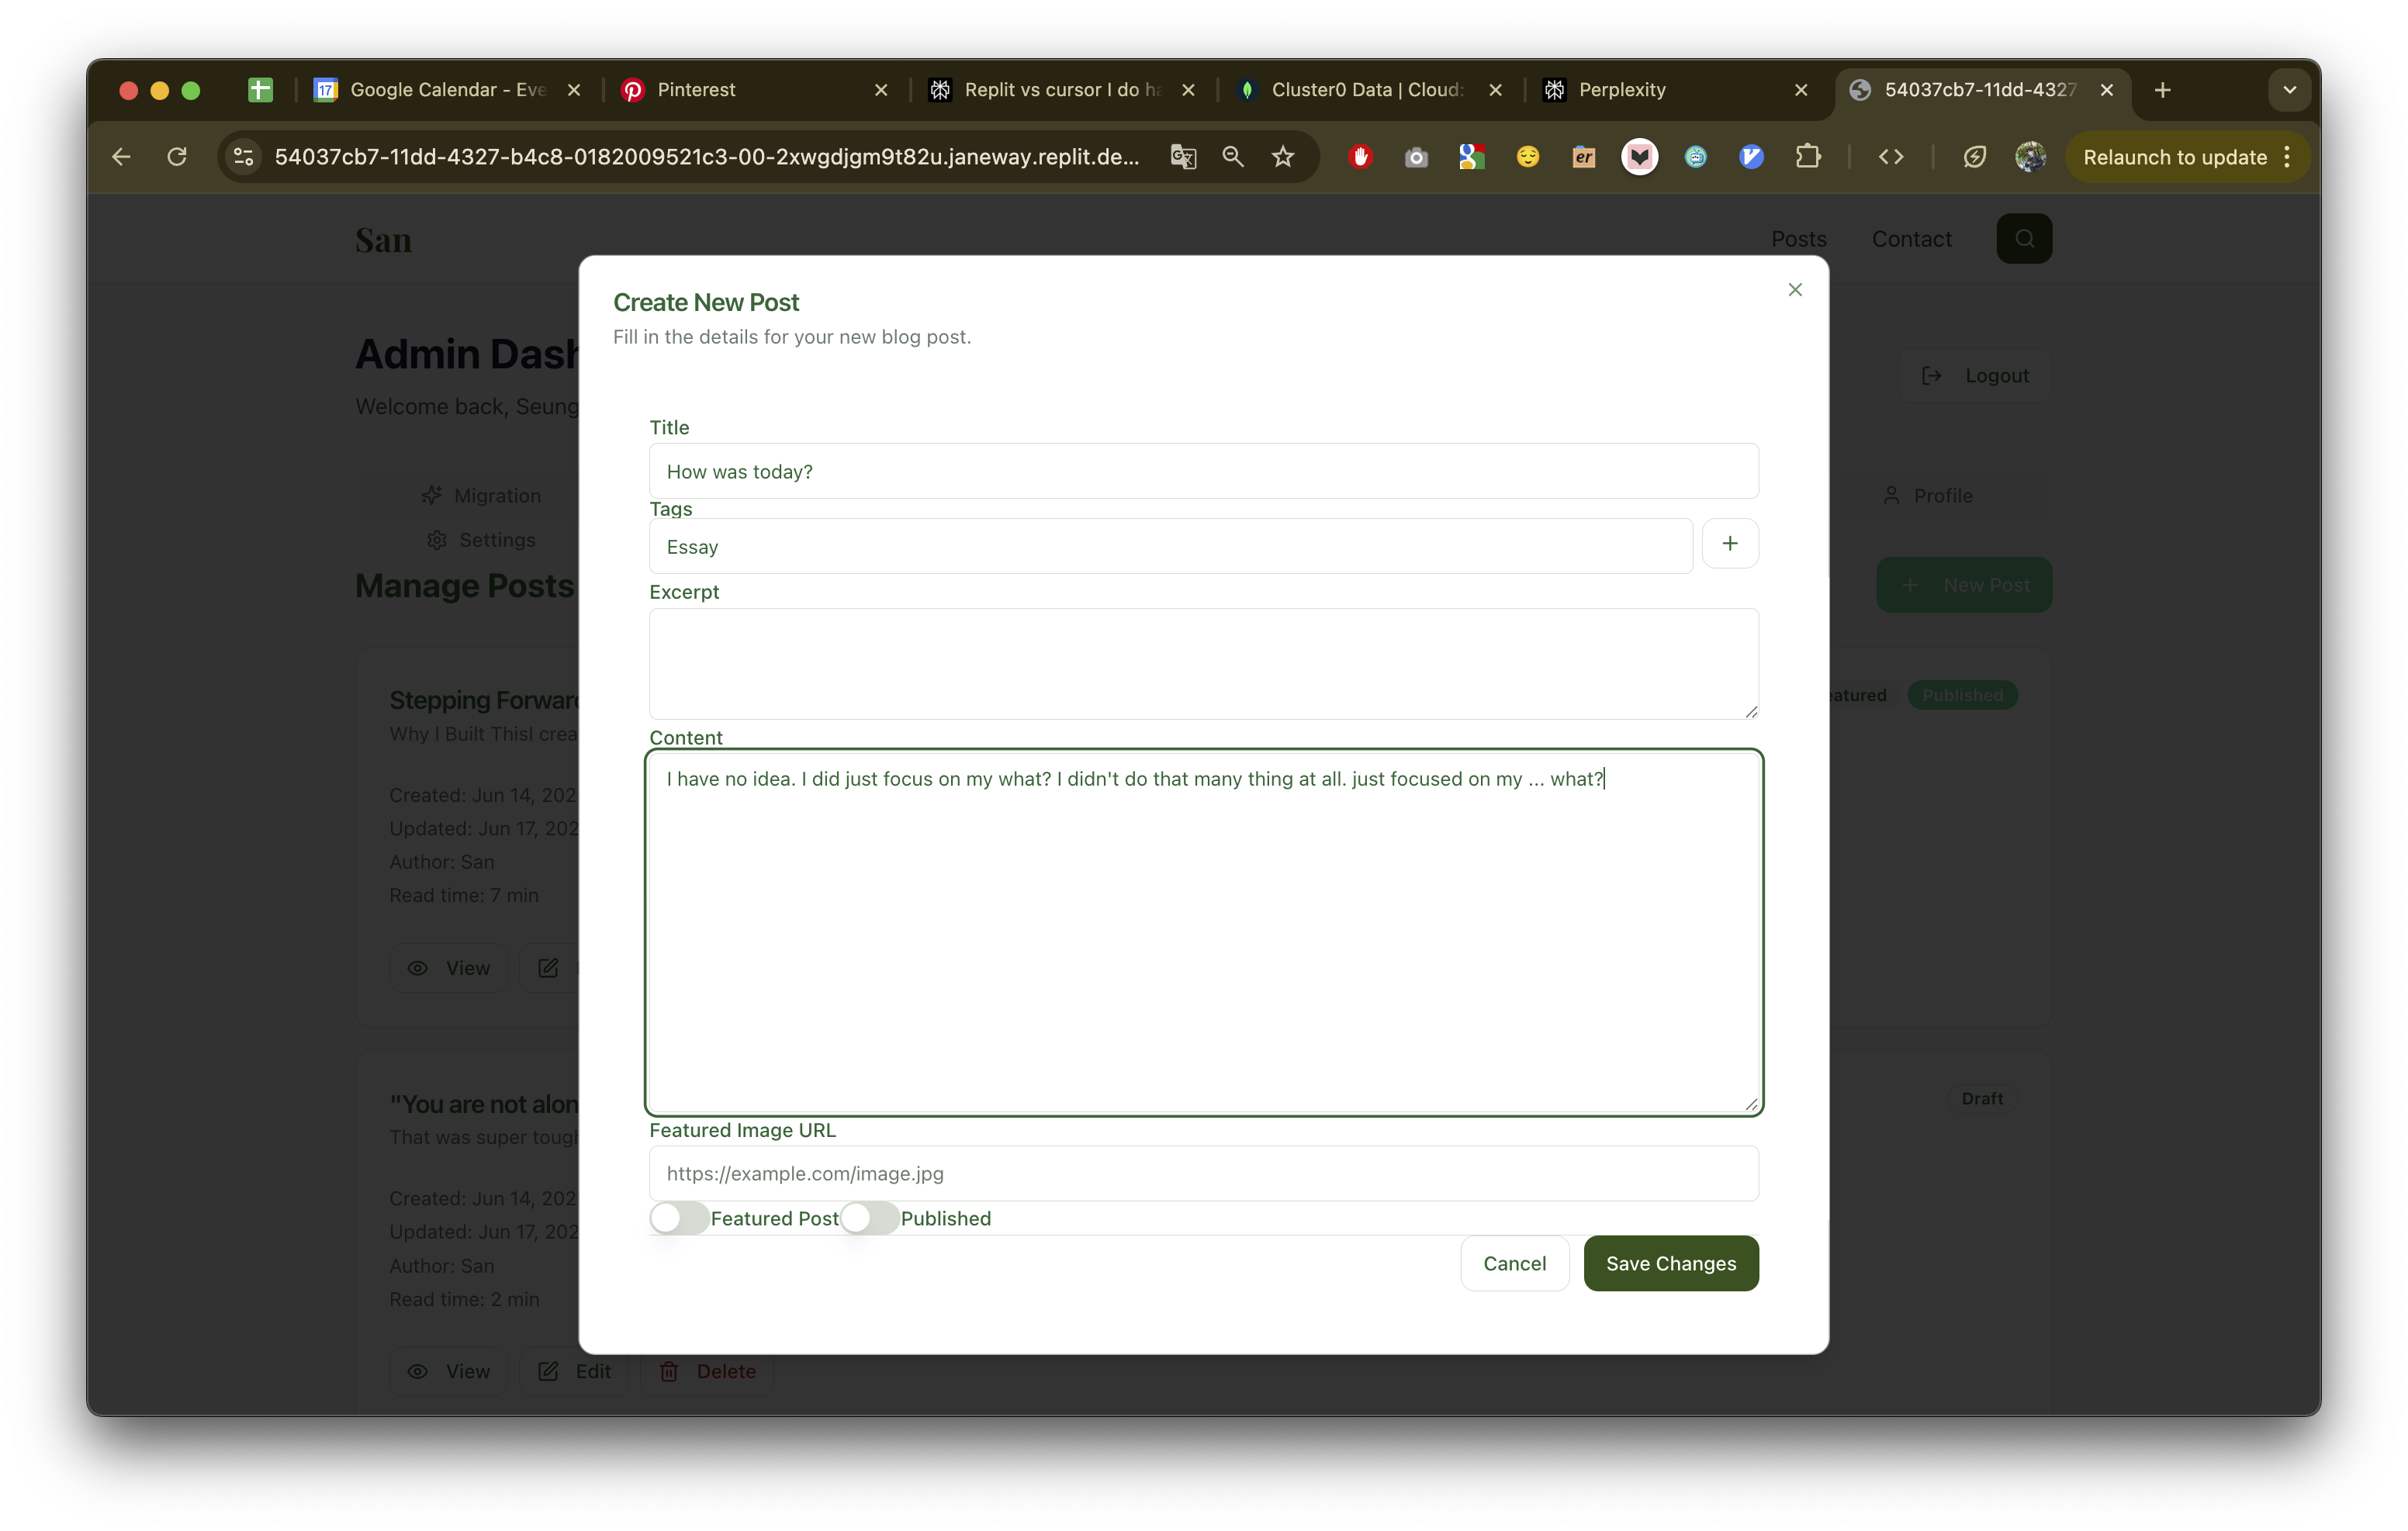 Google Calendar - Eve
Pinterest
Replit vs cursor I do ha
Cluster0 Data | Cloud:
Perplexity
54037cb7-11dd-4327
54037cb7-11dd-4327-b4c8-0182009521c3-00-2xwgdjgm9t82u.janeway.replit.de...
er
Relaunch to update
San
Posts
Contact
Admin Dash
Welcome back, Seung
Logout
Migration
Profile
Settings
Manage Posts
New Post
Stepping Forward
Why I Built ThisI crea
eatured
Published
Created: Jun 14, 202
Updated: Jun 17, 202
Author: San
Read time: 7 min
View
"You are not alon
That was super tough
Draft
Created: Jun 14, 202
Updated: Jun 17, 202
Author: San
Read time: 2 min
View
Edit
Delete
Create New Post
Fill in the details for your new blog post.
Title
How was today?
Tags
Essay
Excerpt
Content
I have no idea. I did just focus on my what? I didn't do that many thing at all. just focused on my ... what?
Featured Image URL
https://example.com/image.jpg
Featured Post
Published
Cancel
Save Changes